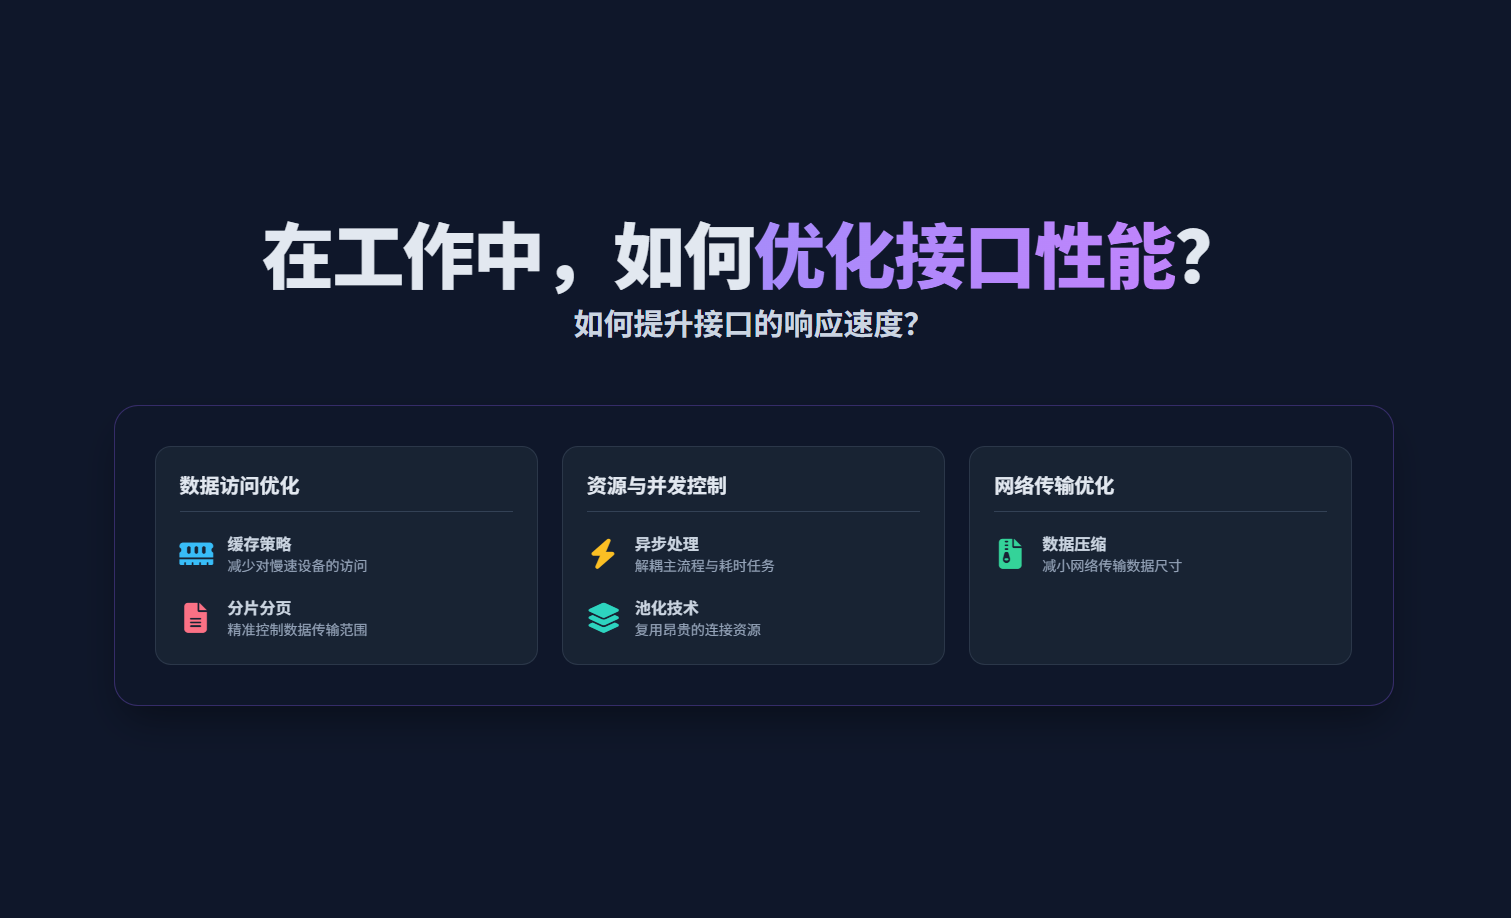 在工作中，如何优化接口性能？
如何提升接口的响应速度？
数据访问优化
缓存策略
减少对慢速设备的访问
分片分页
精准控制数据传输范围
资源与并发控制
异步处理
解耦主流程与耗时任务
池化技术
复用昂贵的连接资源
网络传输优化
数据压缩
减小网络传输数据尺寸